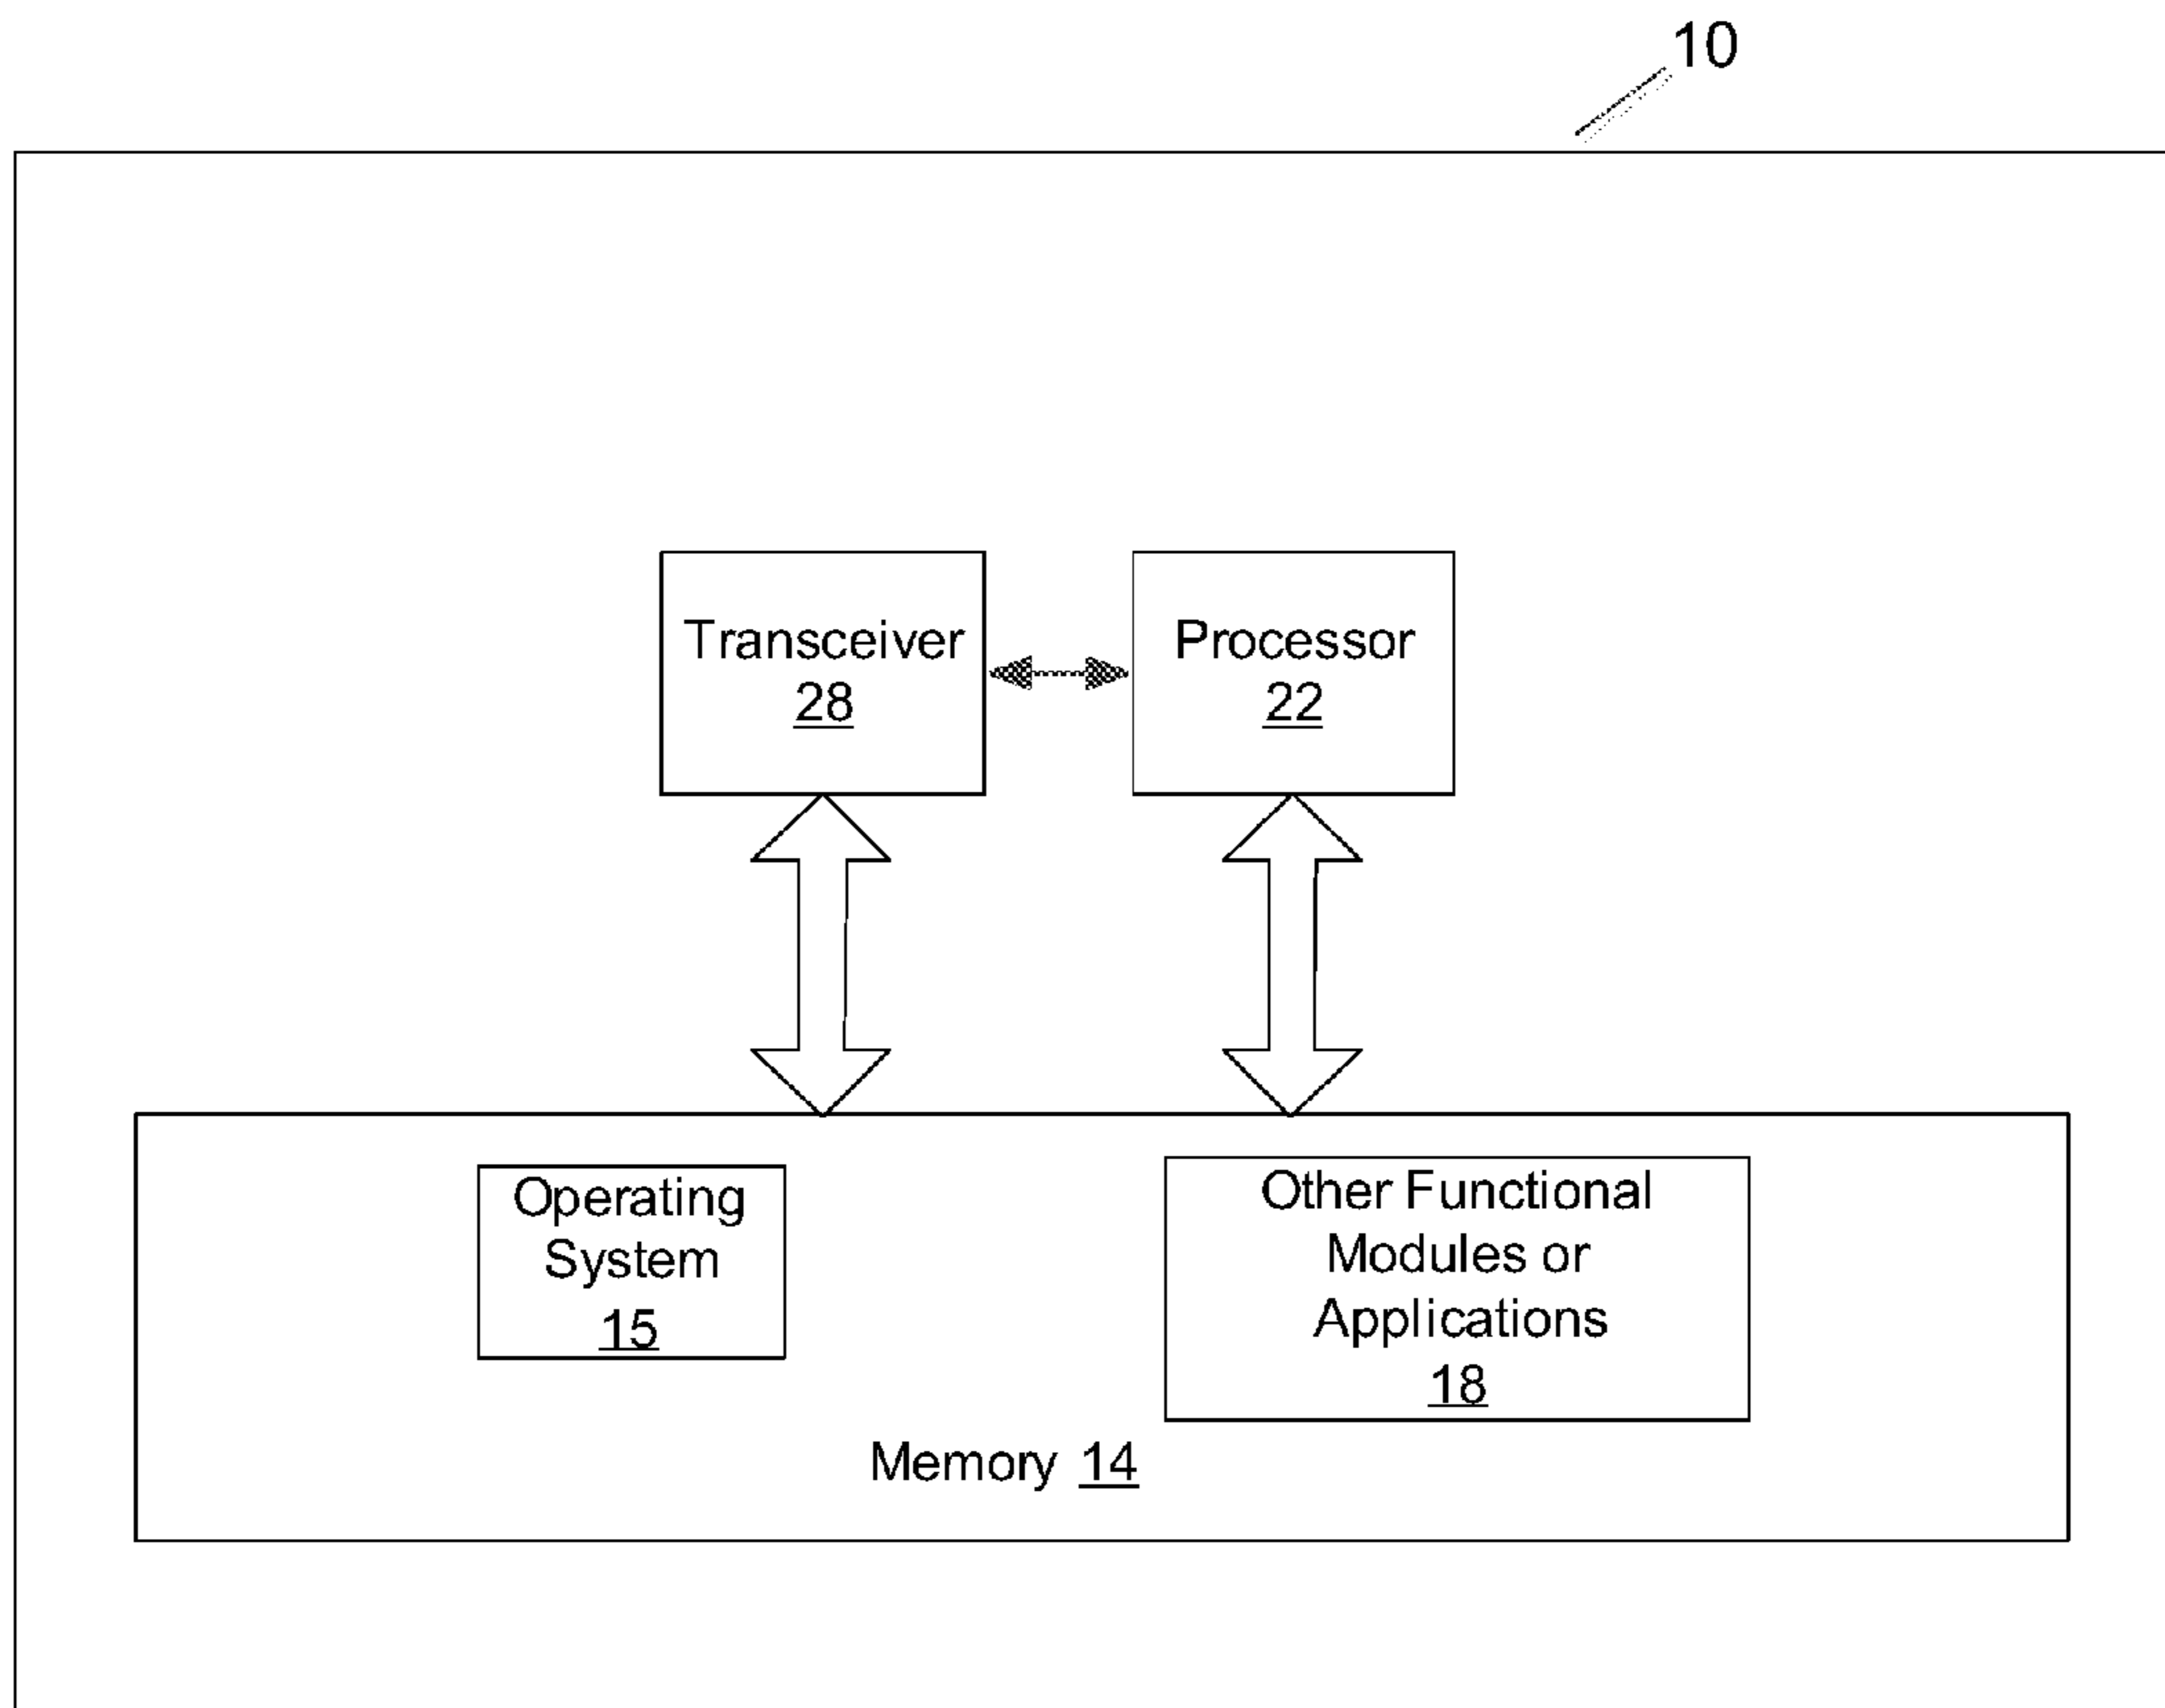 10
Transceiver
28
Processor
22
Operating
System
15
Other Functional
Modules or
Applications
18
Memory 14